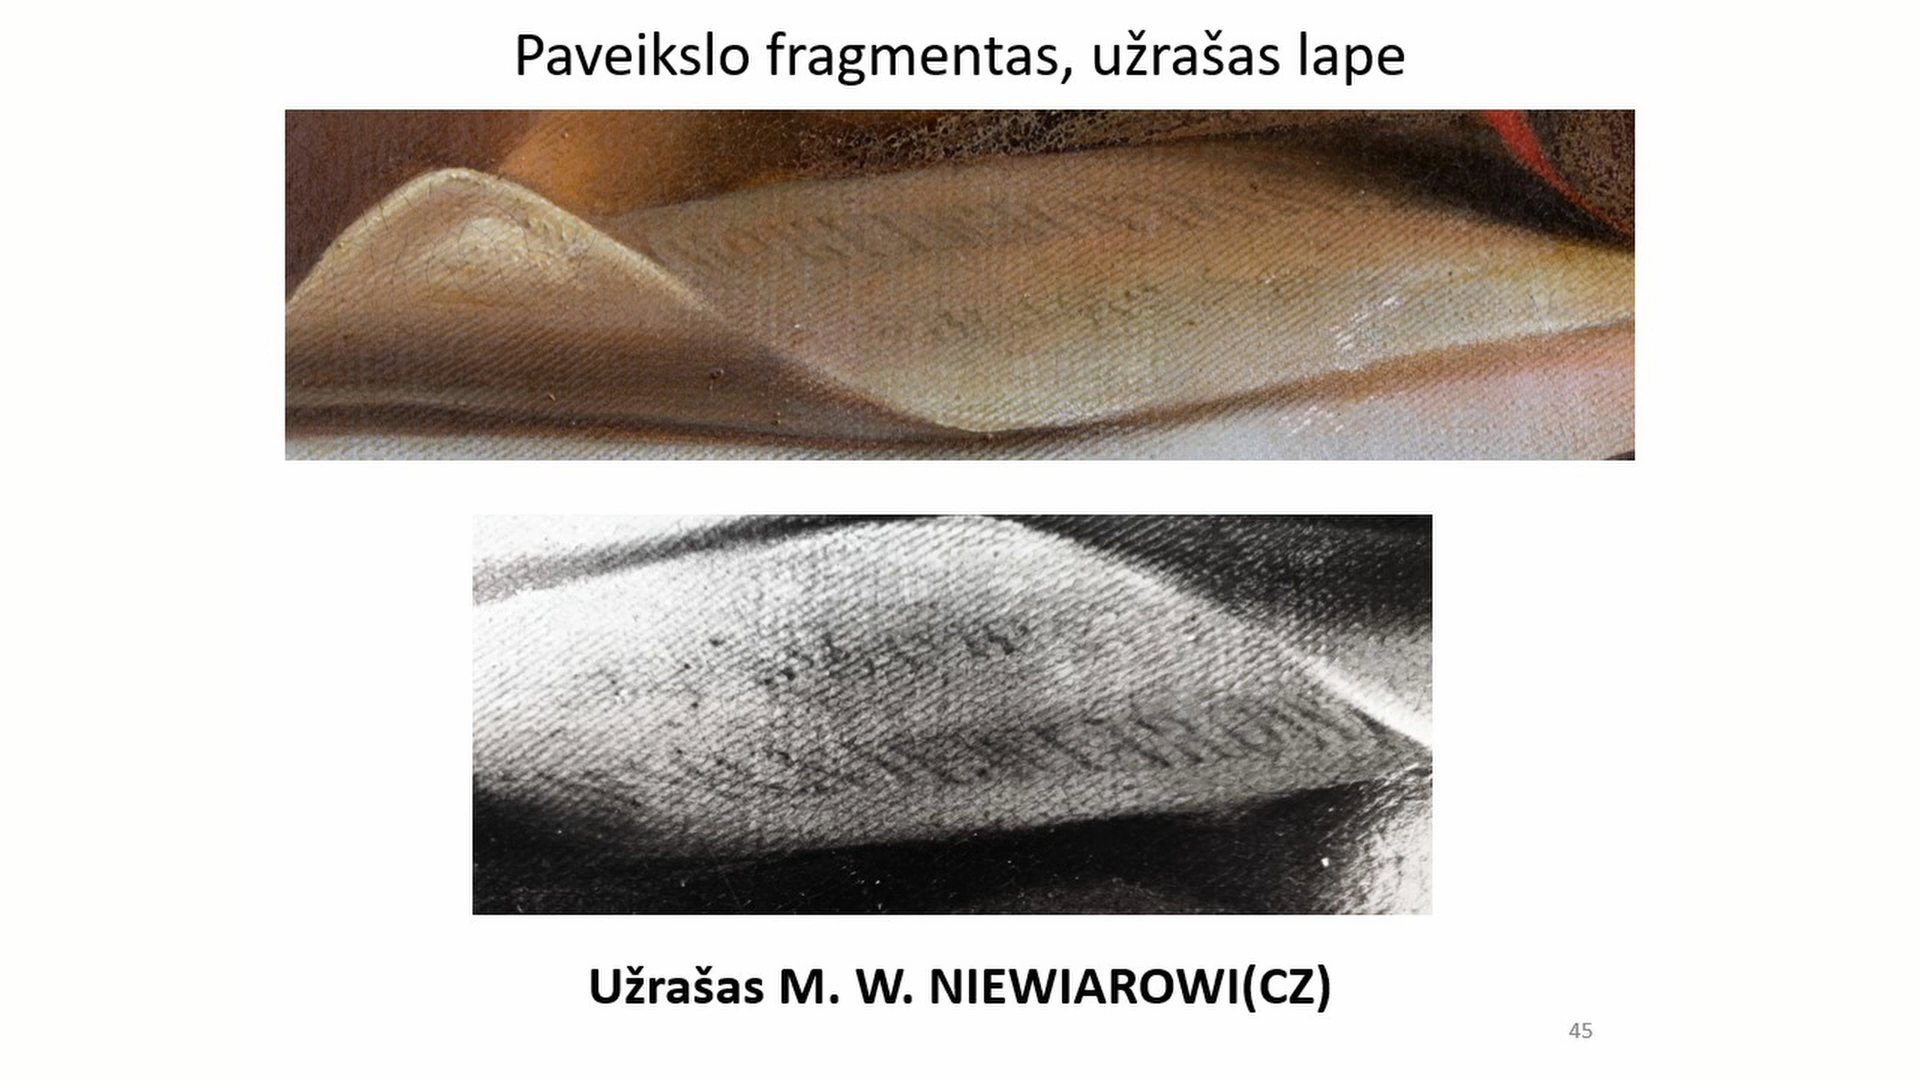 Paveikslo fragmentas, užrašas lape
Užrašas M. W. NIEWIAROWI(CZ)
45